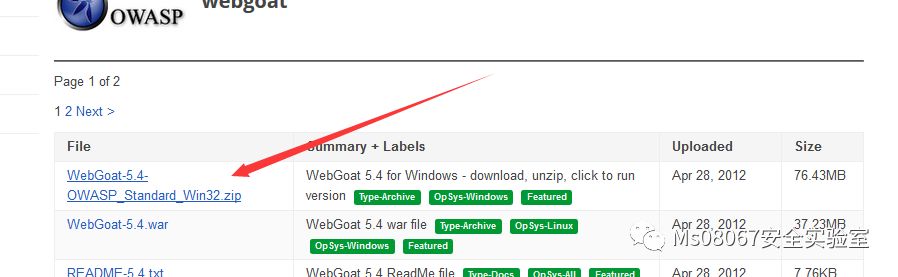 OWASP
webgoat
Page 1 of 2
1 2 Next >
File Summary + Labels Uploaded Size
WebGoat-5.4- WebGoat 5.4 for Windows - download, unzip, click to run Apr 28, 2012 76.43MB
OWASP_Standard_Win32.zip version Type-Archive OpSys-Windows Featured
WebGoat-5.4.war WebGoat 5.4 war file Type-Archive OpSys-Linux Apr 28, 2012 37.23MB
OpSys-Windows Featured
Ms08067安全实验室
README-5.4.txt WebGoat 5.4 ReadMe file Type-Docs OpSys-All Featured Apr 28, 2012 7.76KB